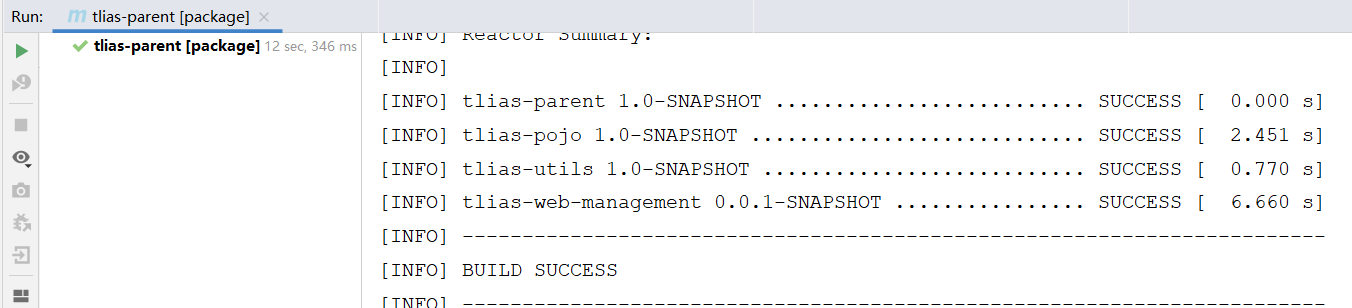 Run: tlias-parent [package] ×
tlias-parent [package] 12 sec, 346 ms
[INFO] Reactor Summary:
[INFO]
[INFO] tlias-parent 1.0-SNAPSHOT .......................... SUCCESS [  0.000 s]
[INFO] tlias-pojo 1.0-SNAPSHOT ............................ SUCCESS [  2.451 s]
[INFO] tlias-utils 1.0-SNAPSHOT ........................... SUCCESS [  0.770 s]
[INFO] tlias-web-management 0.0.1-SNAPSHOT ................ SUCCESS [  6.660 s]
[INFO] ------------------------------------------------------------------------
[INFO] BUILD SUCCESS
[INFO] ------------------------------------------------------------------------